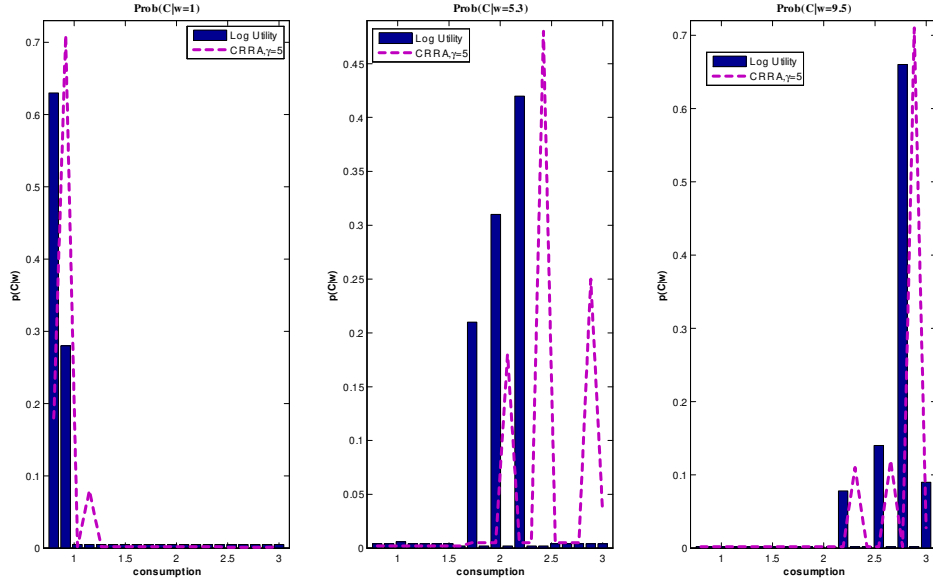 Prob(C|w=1)
0.7
0.6
0.5
0.4
0.3
0.2
0.1
0
p(C|w)
Log Utility
CRRA,γ=5
1
1.5
2
2.5
3
consumption
Prob(C|w=5.3)
0.45
0.4
0.35
0.3
0.25
0.2
0.15
0.1
0.05
0
p(C|w)
Log Utility
CRRA,γ=5
1
1.5
2
2.5
3
consumption
Prob(C|w=9.5)
0.7
0.6
0.5
0.4
0.3
0.2
0.1
0
p(C|w)
Log Utility
CRRA,γ=5
1
1.5
2
2.5
3
consumption